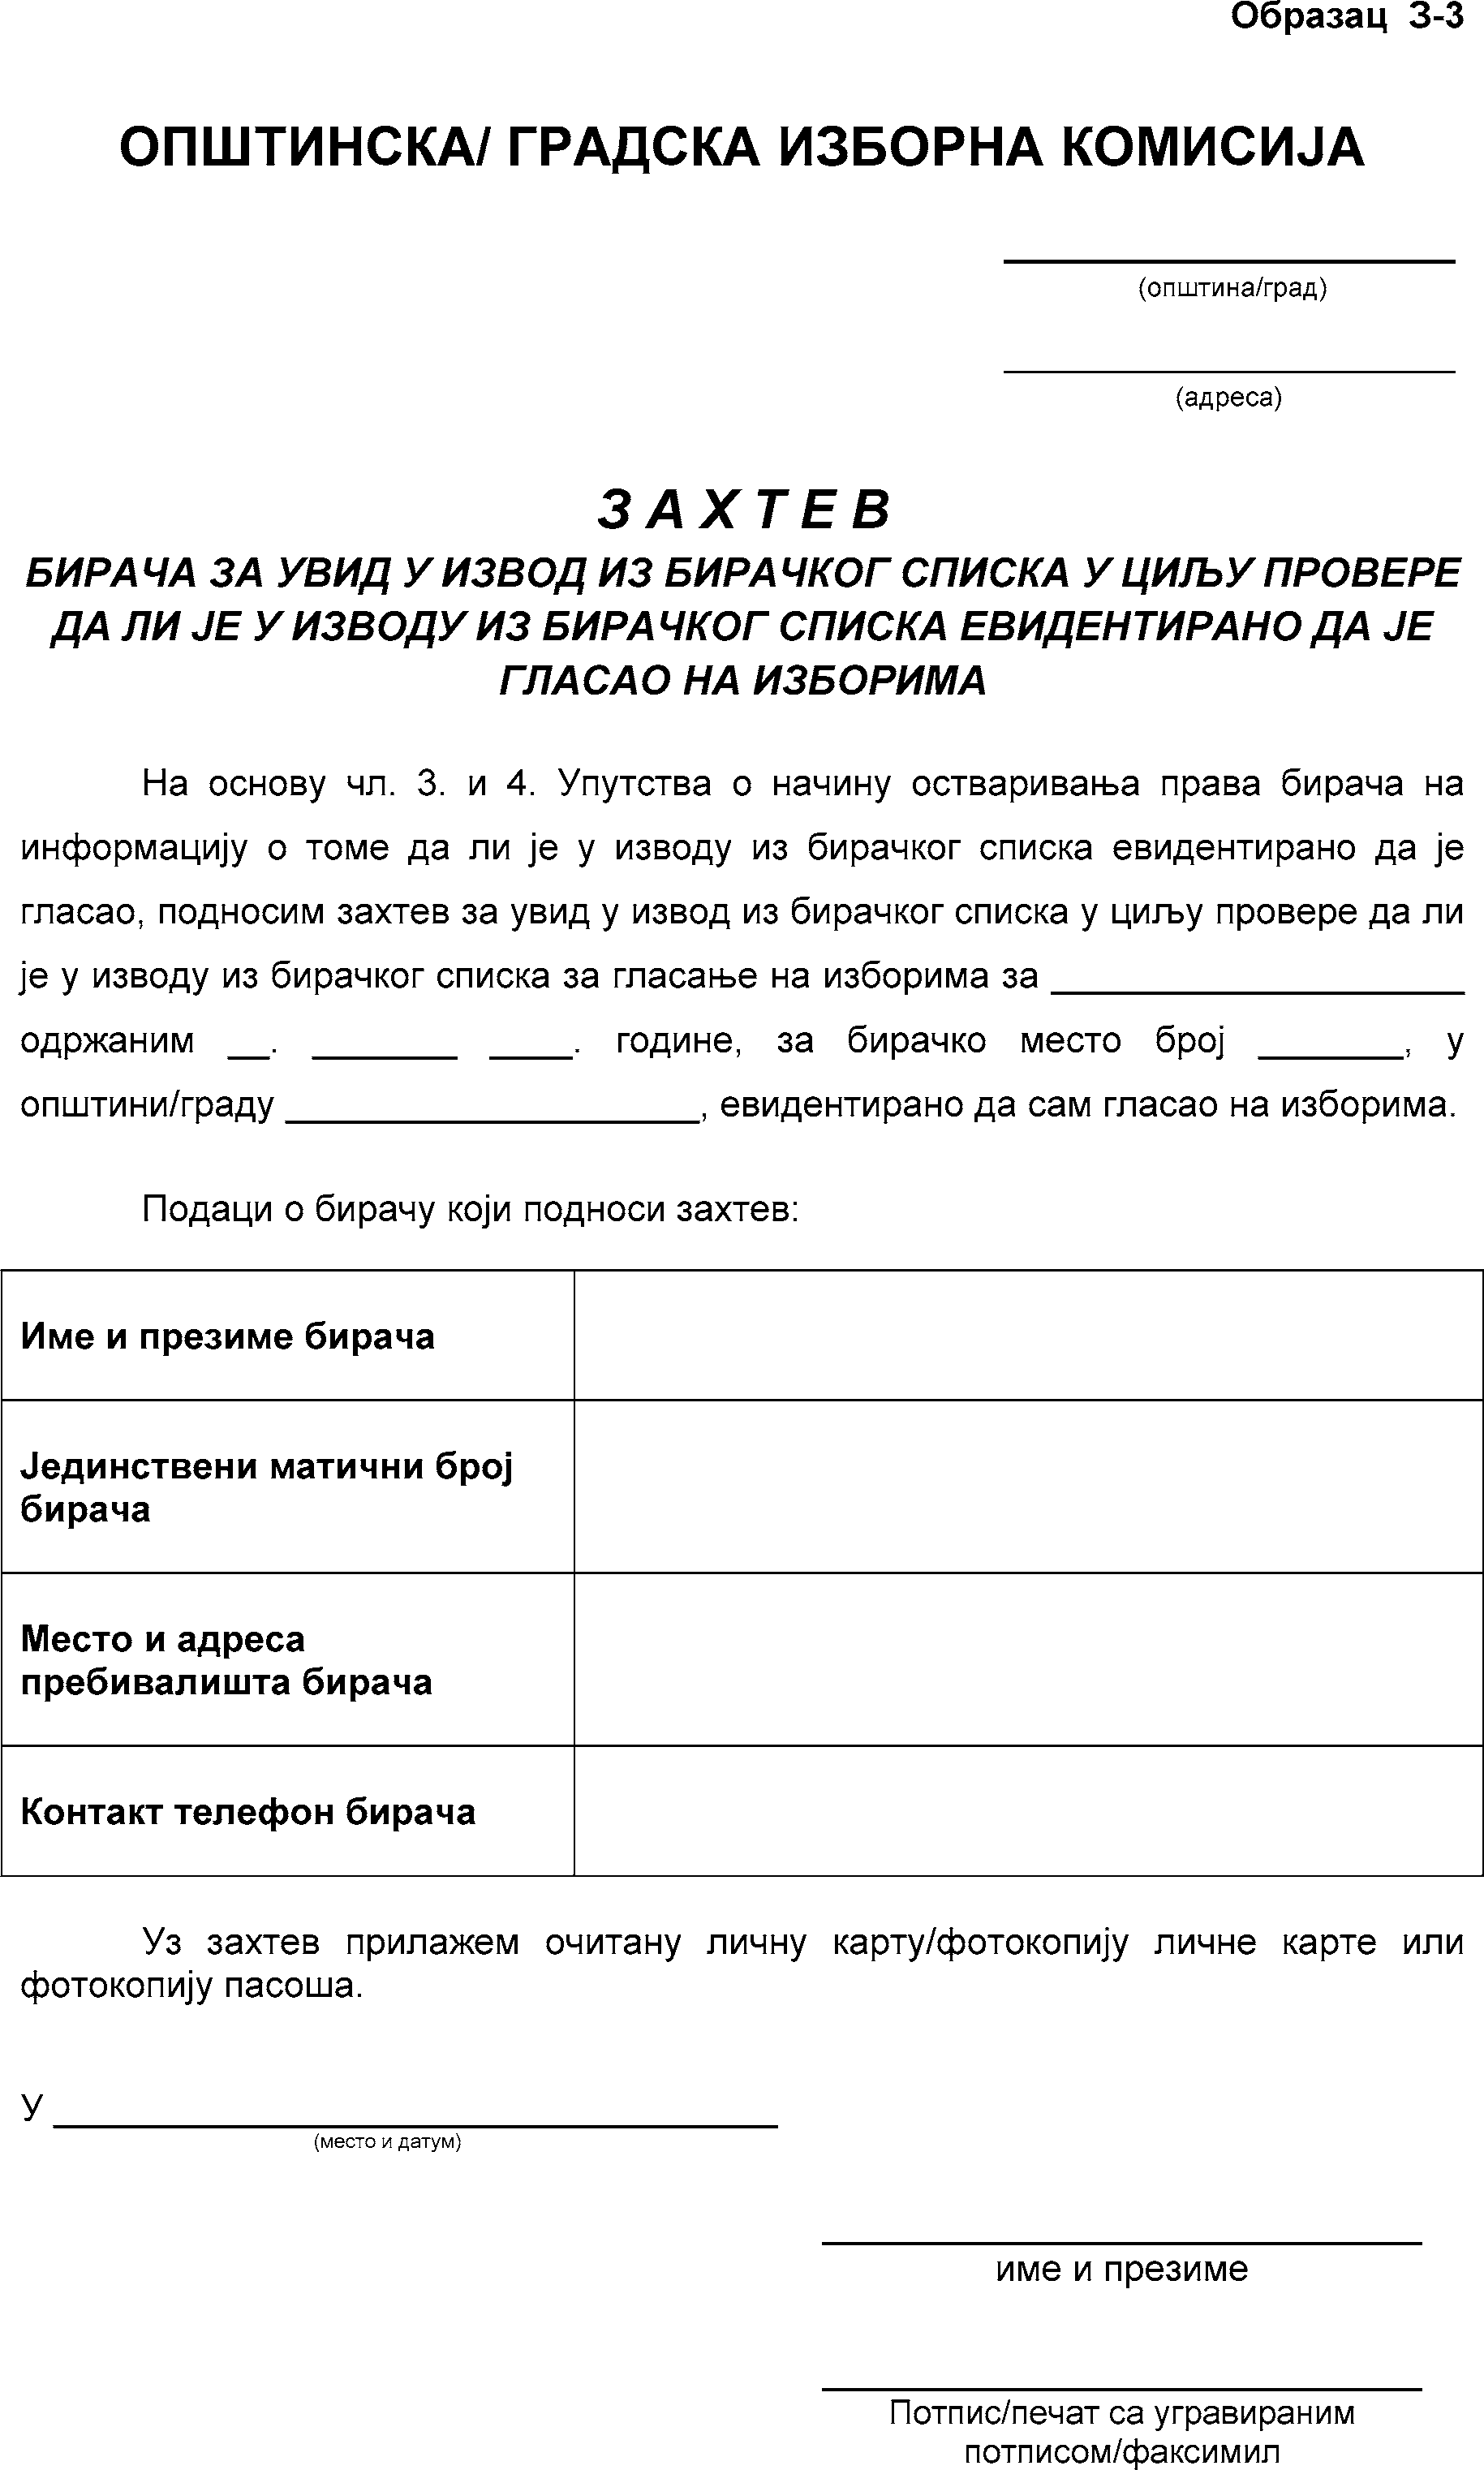 Образац З-3
ОПШТИНСКА/ ГРАДСКА ИЗБОРНА КОМИСИЈА
(општина/град)
(адреса)
З А Х Т Е В
БИРАЧА ЗА УВИД У ИЗВОД ИЗ БИРАЧКОГ СПИСКА У ЦИЉУ ПРОВЕРЕ
ДА ЛИ ЈЕ У ИЗВОДУ ИЗ БИРАЧКОГ СПИСКА ЕВИДЕНТИРАНО ДА ЈЕ
ГЛАСАО НА ИЗБОРИМА
На основу чл. 3. и 4. Упутства о начину остваривања права бирача на
информацију о томе да ли је у изводу из бирачког списка евидентирано да је
гласао, подносим захтев за увид у извод из бирачког списка у циљу провере да ли
је у изводу из бирачког списка за гласање на изборима за ____________________
одржаним __. _______ ____. године, за бирачко место број _______, у
општини/граду ____________________, евидентирано да сам гласао на изборима.
Подаци о бирачу који подноси захтев:
Име и презиме бирача
Јединствени матични број
бирача
Место и адреса
пребивалишта бирача
Контакт телефон бирача
Уз захтев прилажем очитану личну карту/фотокопију личне карте или
фотокопију пасоша.
У ___________________________________
(место и датум)
име и презиме
Потпис/печат са угравираним
потписом/факсимил